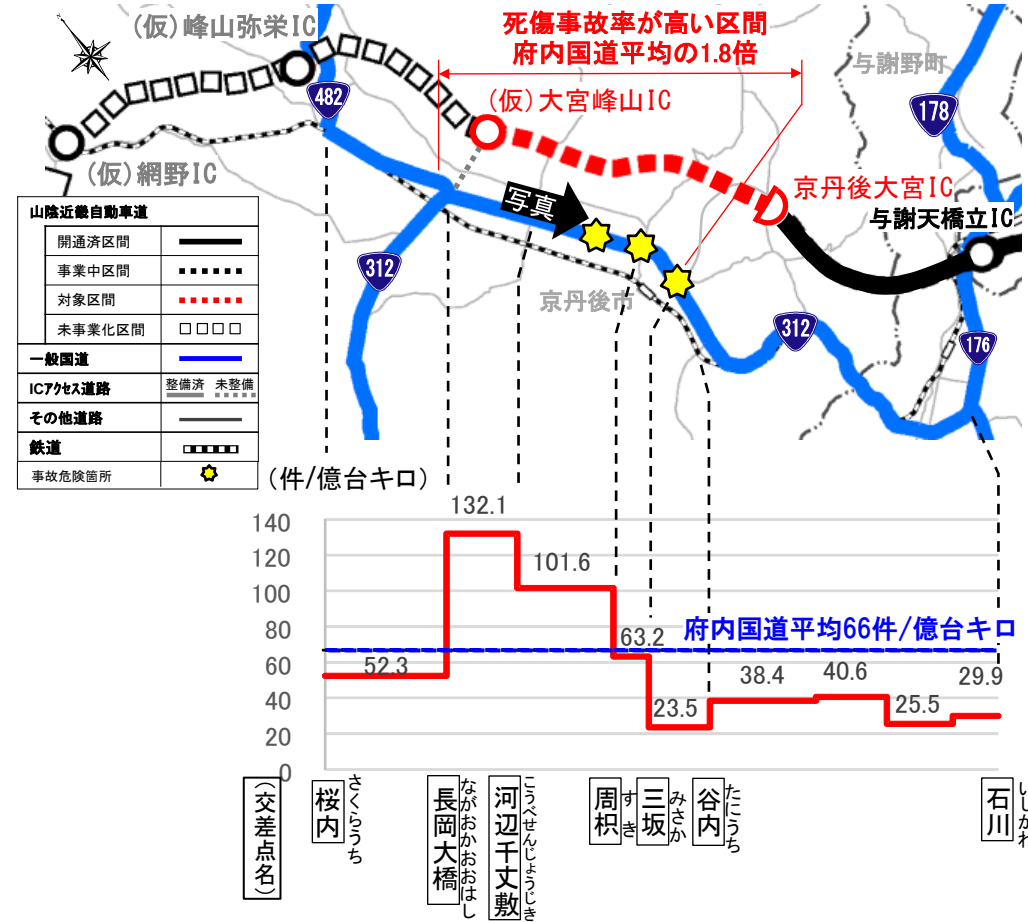 死傷事故率が高い区間
府内国道平均の1.8倍
(仮)峰山弥栄IC
与謝野町
482
(仮)大宮峰山IC
178
(仮)網野IC
京丹後大宮IC
写真
与謝天橋立IC
312
京丹後市
312
176
山陰近畿自動車道
開通済区間
事業中区間
対象区間
未事業化区間
一般国道
ICアクセス道路
整備済 未整備
その他道路
鉄道
事故危険箇所
(件/億台キロ)
140
120
100
80
60
40
20
0
132.1
101.6
63.2
府内国道平均66件/億台キロ
52.3
23.5
38.4
40.6
25.5
29.9
(交差点名)
桜内
さくらうち
長岡大橋
ながおかおおはし
河辺千丈敷
こうべせんじょうじき
周枳
すき
三坂
みさか
谷内
たにうち
石川
いしがわ